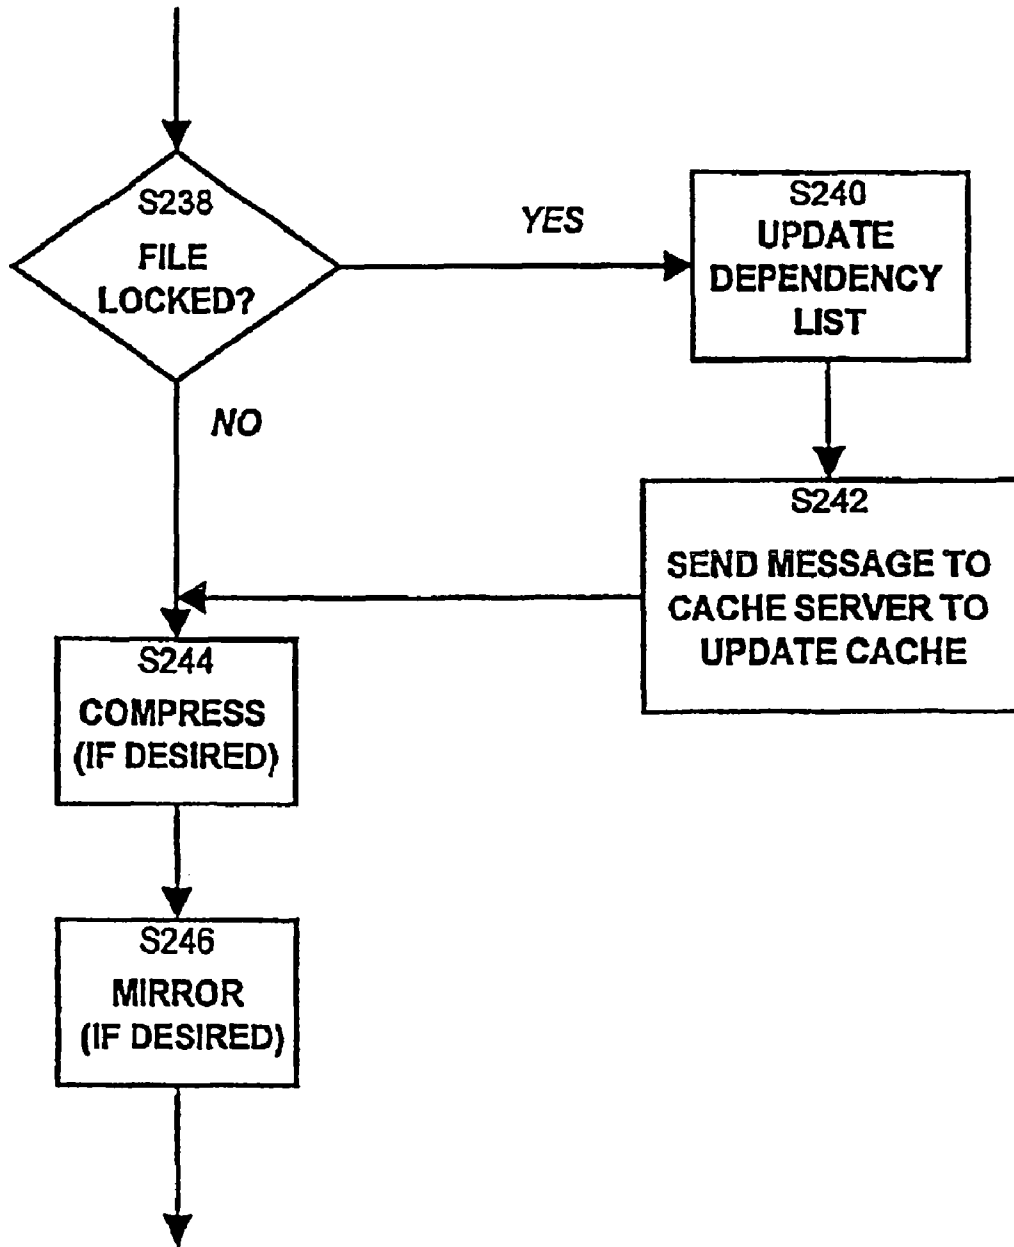 S238
FILE
LOCKED?
YES
S240
UPDATE
DEPENDENCY
LIST
NO
S242
SEND MESSAGE TO
CACHE SERVER TO
UPDATE CACHE
S244
COMPRESS
(IF DESIRED)
S246
MIRROR
(IF DESIRED)